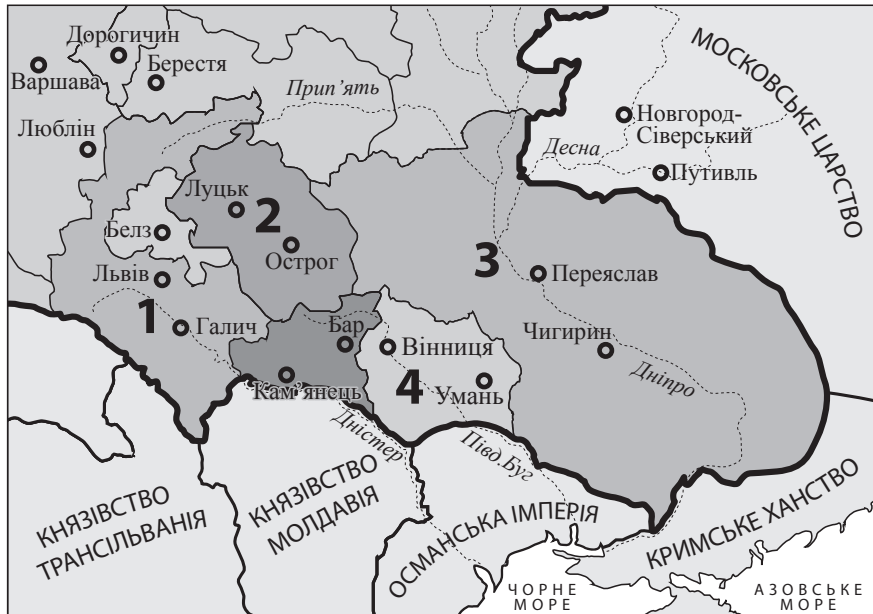 Дорогичин
Варшава
Берестя
Прип'ять
МОСКОВСЬКЕ ЦАРСТВО
Новгород-
Сіверський
Люблін
Десна
Путивль
Луцьк
2
Белз
Острог
3
Львів
Переяслав
1
Галич
Бар
Вінниця
Чигирин
Кам'янець
4
Умань
Дніпро
Дністер
Півд.Буг
КНЯЗІВСТВО
ТРАНСІЛЬВАНІЯ
КНЯЗІВСТВО
МОЛДАВІЯ
ОСМАНСЬКА ІМПЕРІЯ
КРИМСЬКЕ ХАНСТВО
ЧОРНЕ
МОРЕ
АЗОВСЬКЕ
МОРЕ